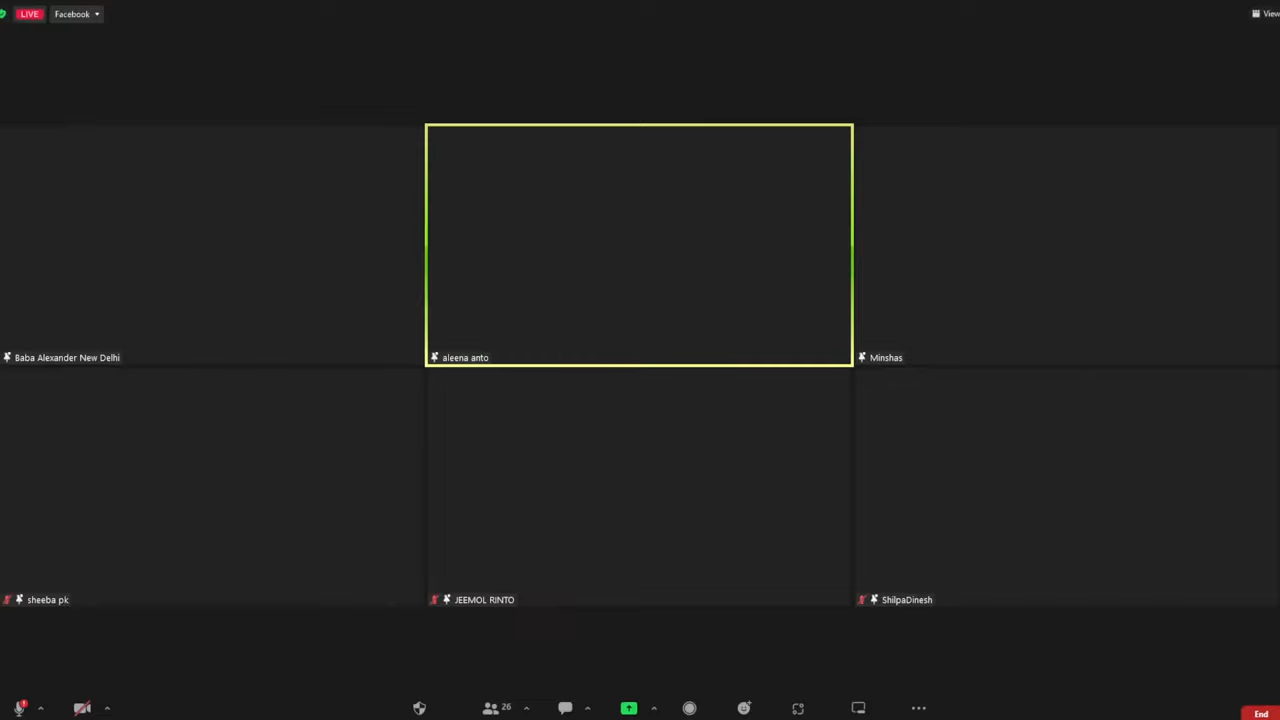 LIVE
Facebook
View
Baba Alexander New Delhi
aleena anto
Minshas
sheeba pk
JEEMOL RINTO
ShilpaDinesh
26
End